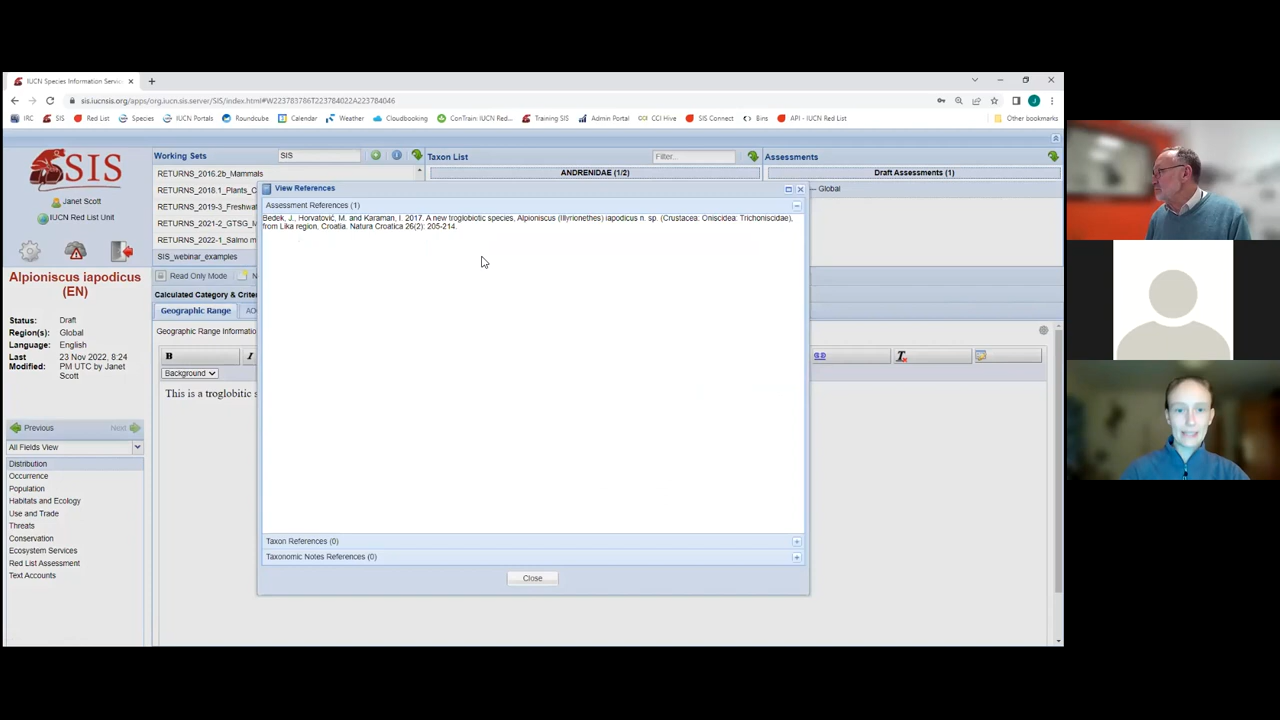 IUCN Species Information Servic
sis.iucnsis.org/apps/org.iucn.sis.server/SIS/index.html#W223783786T223784022A223784046
IRC SIS Red List Species IUCN Portals Roundcube Calendar Weather Cloudbooking ConTrain: IUCN Red... Training SIS Admin Portal CCI Hive Bins SIS Connect API - IUCN Red List Other bookmarks
SIS
Janet Scott
IUCN Red List Unit
Working Sets SIS Taxon List Filter... Assessments
RETURNS_2016.2b_Mammals ANDRENIDAE (1/2) Draft Assessments (1)
RETURNS_2018.1_Plants_C
RETURNS_2019-3_Freshwa
RETURNS_2021-2_GTSG_M
RETURNS_2022-1_Salmo m
SIS_webinar_examples
— Global
Read Only Mode N
Calculated Category & Criter
Geographic Range AO
Geographic Range Informatio
B I
Background
This is a troglobitic s
View References
Assessment References (1)
Bedek, J., Horvatović, M. and Karaman, I. 2017. A new troglobiotic species, Alpioniscus (Illyrionethes) iapodicus n. sp. (Crustacea: Oniscidea: Trichoniscidae),
from Lika region, Croatia. Natura Croatica 26(2): 205-214.
Taxon References (0)
Taxonomic Notes References (0)
Close
Alpioniscus iapodicus
(EN)
Status: Draft
Region(s): Global
Language: English
Last 23 Nov 2022, 8:24
Modified: PM UTC by Janet
Scott
Previous Next
All Fields View
Distribution
Occurrence
Population
Habitats and Ecology
Use and Trade
Threats
Conservation
Ecosystem Services
Red List Assessment
Text Accounts